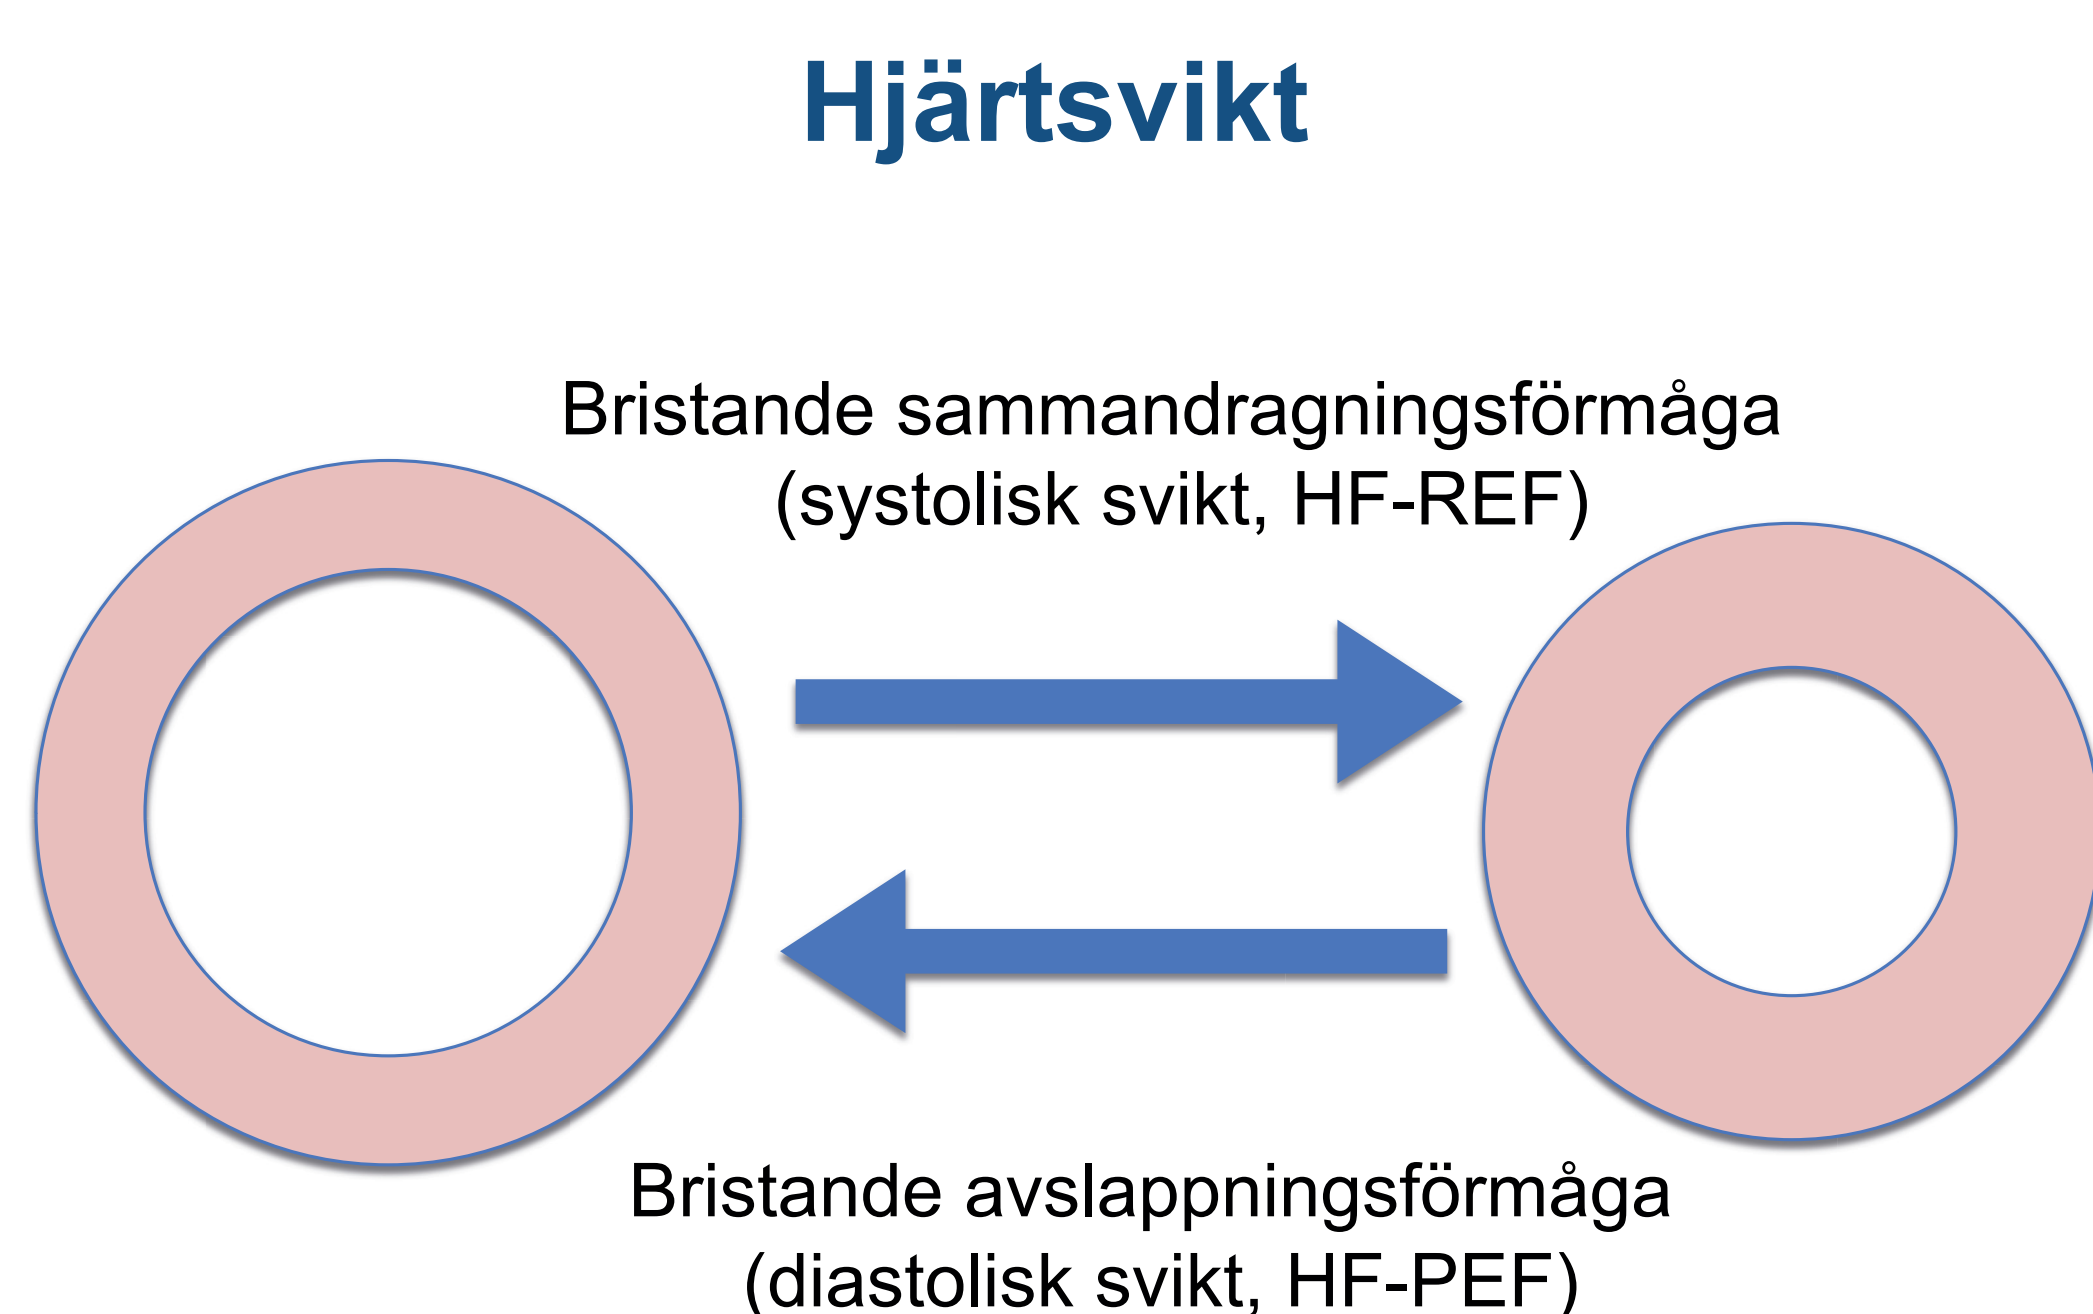 Hjärtsvikt
Bristande sammandragningsförmåga
(systolisk svikt, HF-REF)
Bristande avslappningsförmåga
(diastolisk svikt, HF-PEF)